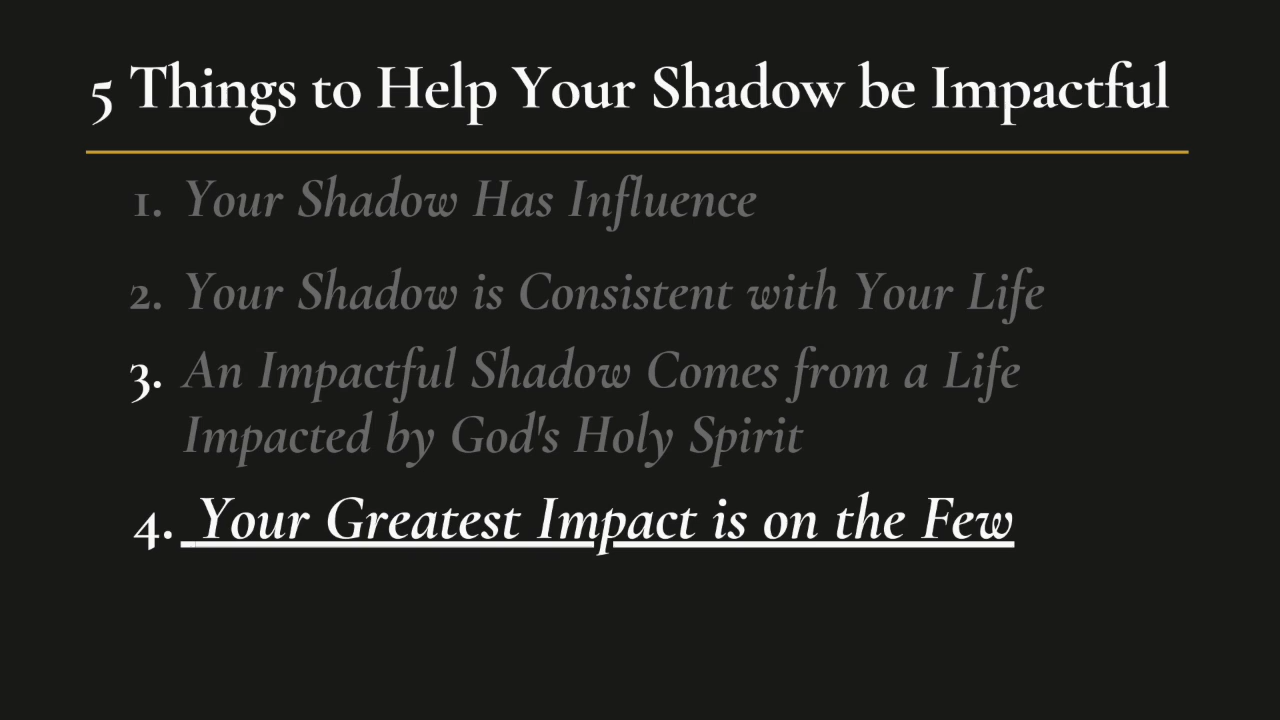 5 Things to Help Your Shadow be Impactful
1. Your Shadow Has Influence
2. Your Shadow is Consistent with Your Life
3. An Impactful Shadow Comes from a Life
Impacted by God's Holy Spirit
4. Your Greatest Impact is on the Few